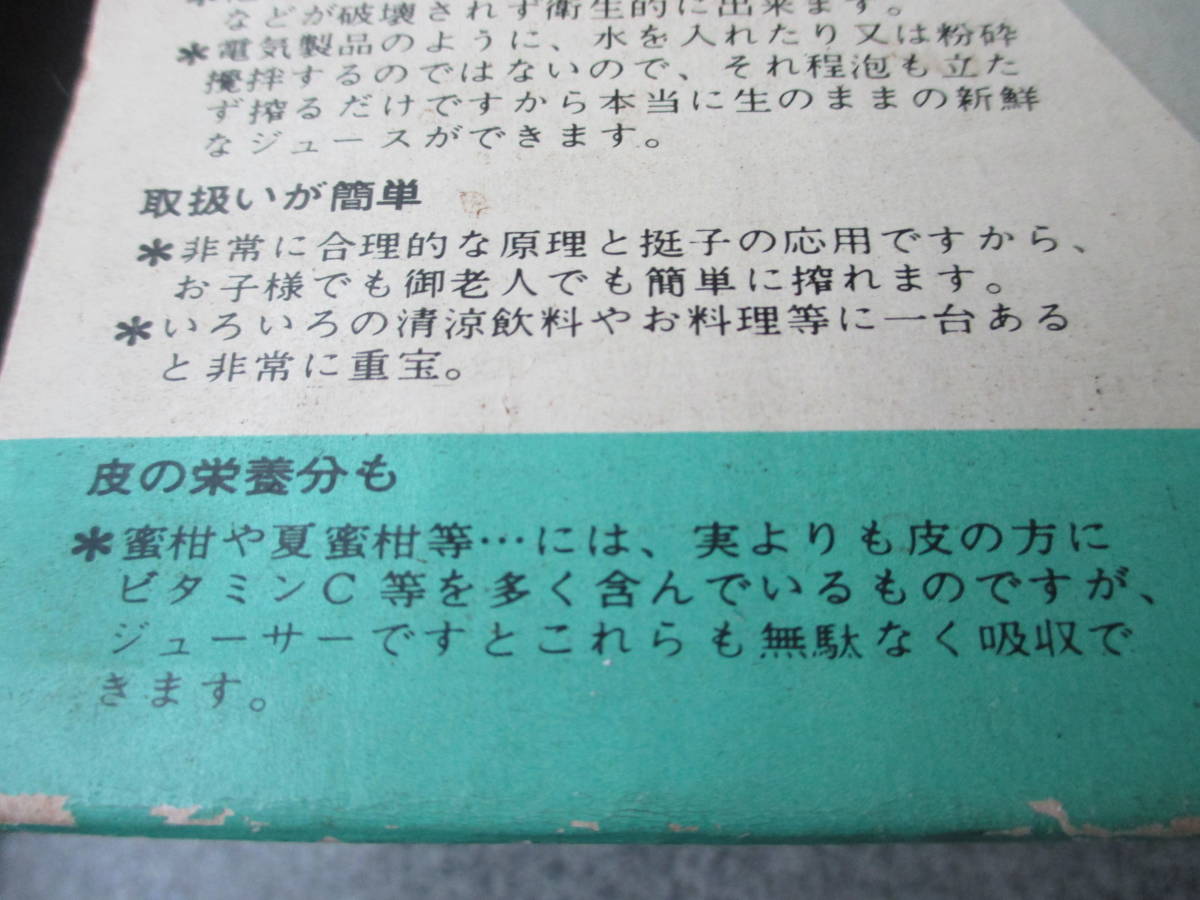 などが破壊されず衛生的に出来ます。
＊電気製品のように、水を入れたり又は粉砕
攪拌するのではないので、それ程泡も立た
ず搾るだけですから本当に生のままの新鮮
なジュースができます。
取扱いが簡単
＊非常に合理的な原理と挺子の応用ですから、
お子様でも御老人でも簡単に搾れます。
＊いろいろの清涼飲料やお料理等に一台ある
と非常に重宝。
皮の栄養分も
＊蜜柑や夏蜜柑等…には、実よりも皮の方に
ビタミンC等を多く含んでいるものですが、
ジューサーですとこれらも無駄なく吸収で
きます。